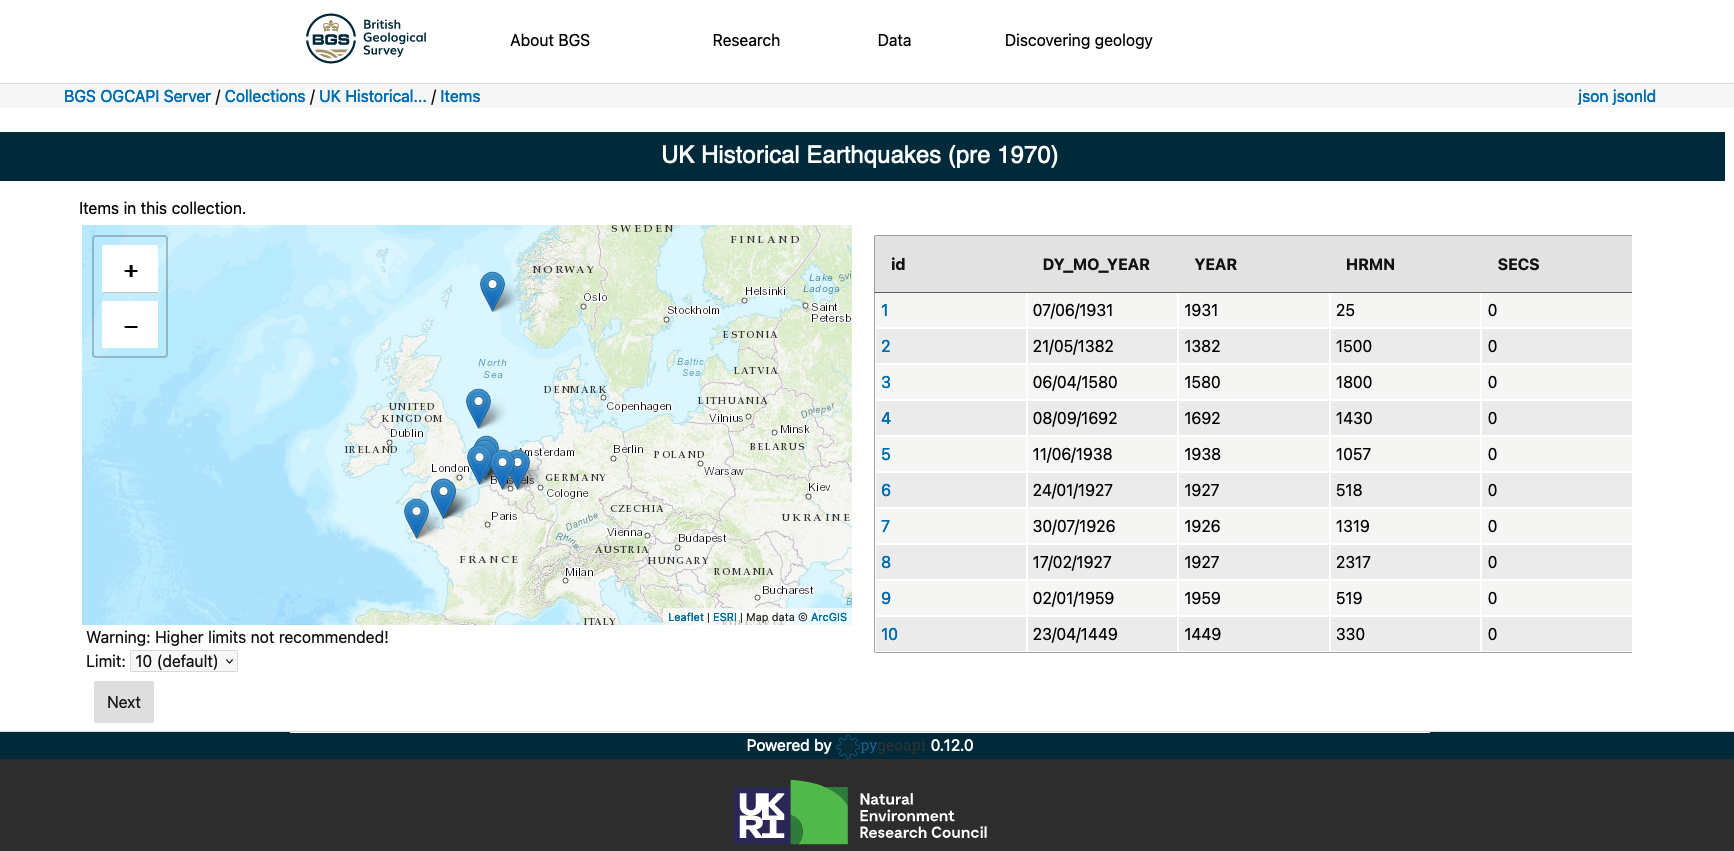 BGS
British
Geological
Survey
About BGS
Research
Data
Discovering geology
BGS OGCAPI Server / Collections / UK Historical... / Items
json jsonld
UK Historical Earthquakes (pre 1970)
Items in this collection.
+
−
SWEDEN
FINLAND
NORWAY
Lake
Ladoga
Oslo
Helsinki
Stockholm
Saint
Petersb
ESTONIA
North
Sea
Baltic
Sea
LATVIA
DENMARK
UNITED
KINGDOM
Copenhagen
LITHUANIA
Vilnius
Dnieper
Dublin
Minsk
IRELAND
BELARUS
Amsterdam
Berlin
POLAND
London
Warsaw
Brussels
GERMANY
Cologne
Kiev
CZECHIA
Paris
Danube
UKRAINE
Rhine
Vienna
Budapest
AUSTRIA
FRANCE
HUNGARY
Milan
ROMANIA
Bucharest
ITALY
Leaflet | ESRI | Map data © ArcGIS
Warning: Higher limits not recommended!
Limit: 10 (default)
Next
id DY_MO_YEAR YEAR HRMN SECS
1 07/06/1931 1931 25 0
2 21/05/1382 1382 1500 0
3 06/04/1580 1580 1800 0
4 08/09/1692 1692 1430 0
5 11/06/1938 1938 1057 0
6 24/01/1927 1927 518 0
7 30/07/1926 1926 1319 0
8 17/02/1927 1927 2317 0
9 02/01/1959 1959 519 0
10 23/04/1449 1449 330 0
Powered by pygeoapi 0.12.0
UK
RI
Natural
Environment
Research Council